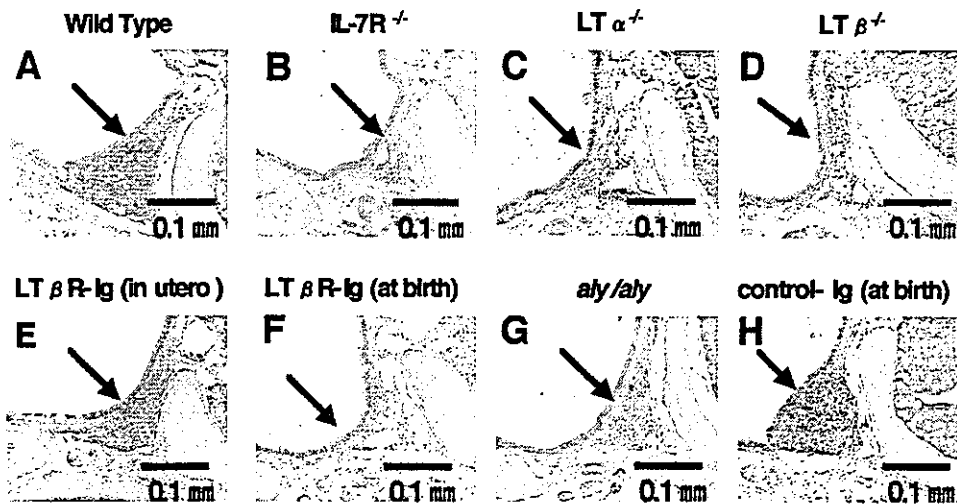 Wild Type
IL-7R -/-
LT α -/-
LT β -/-
A
B
C
D
0.1 mm
0.1 mm
0.1 mm
0.1 mm
LT β R-Ig (in utero)
LT β R-Ig (at birth)
aly/aly
control- Ig (at birth)
E
F
G
H
0.1 mm
0.1 mm
0.1 mm
0.1 mm